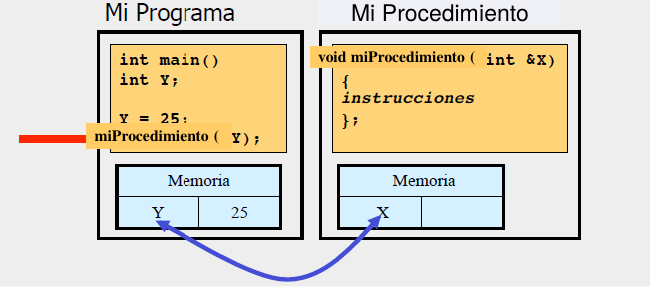 Mi Programa
int main()
int Y;
Y = 25;
miProcedimiento ( Y);
Memoria
Y 25
Mi Procedimiento
void miProcedimiento ( int &X)
{
instrucciones
};
Memoria
X